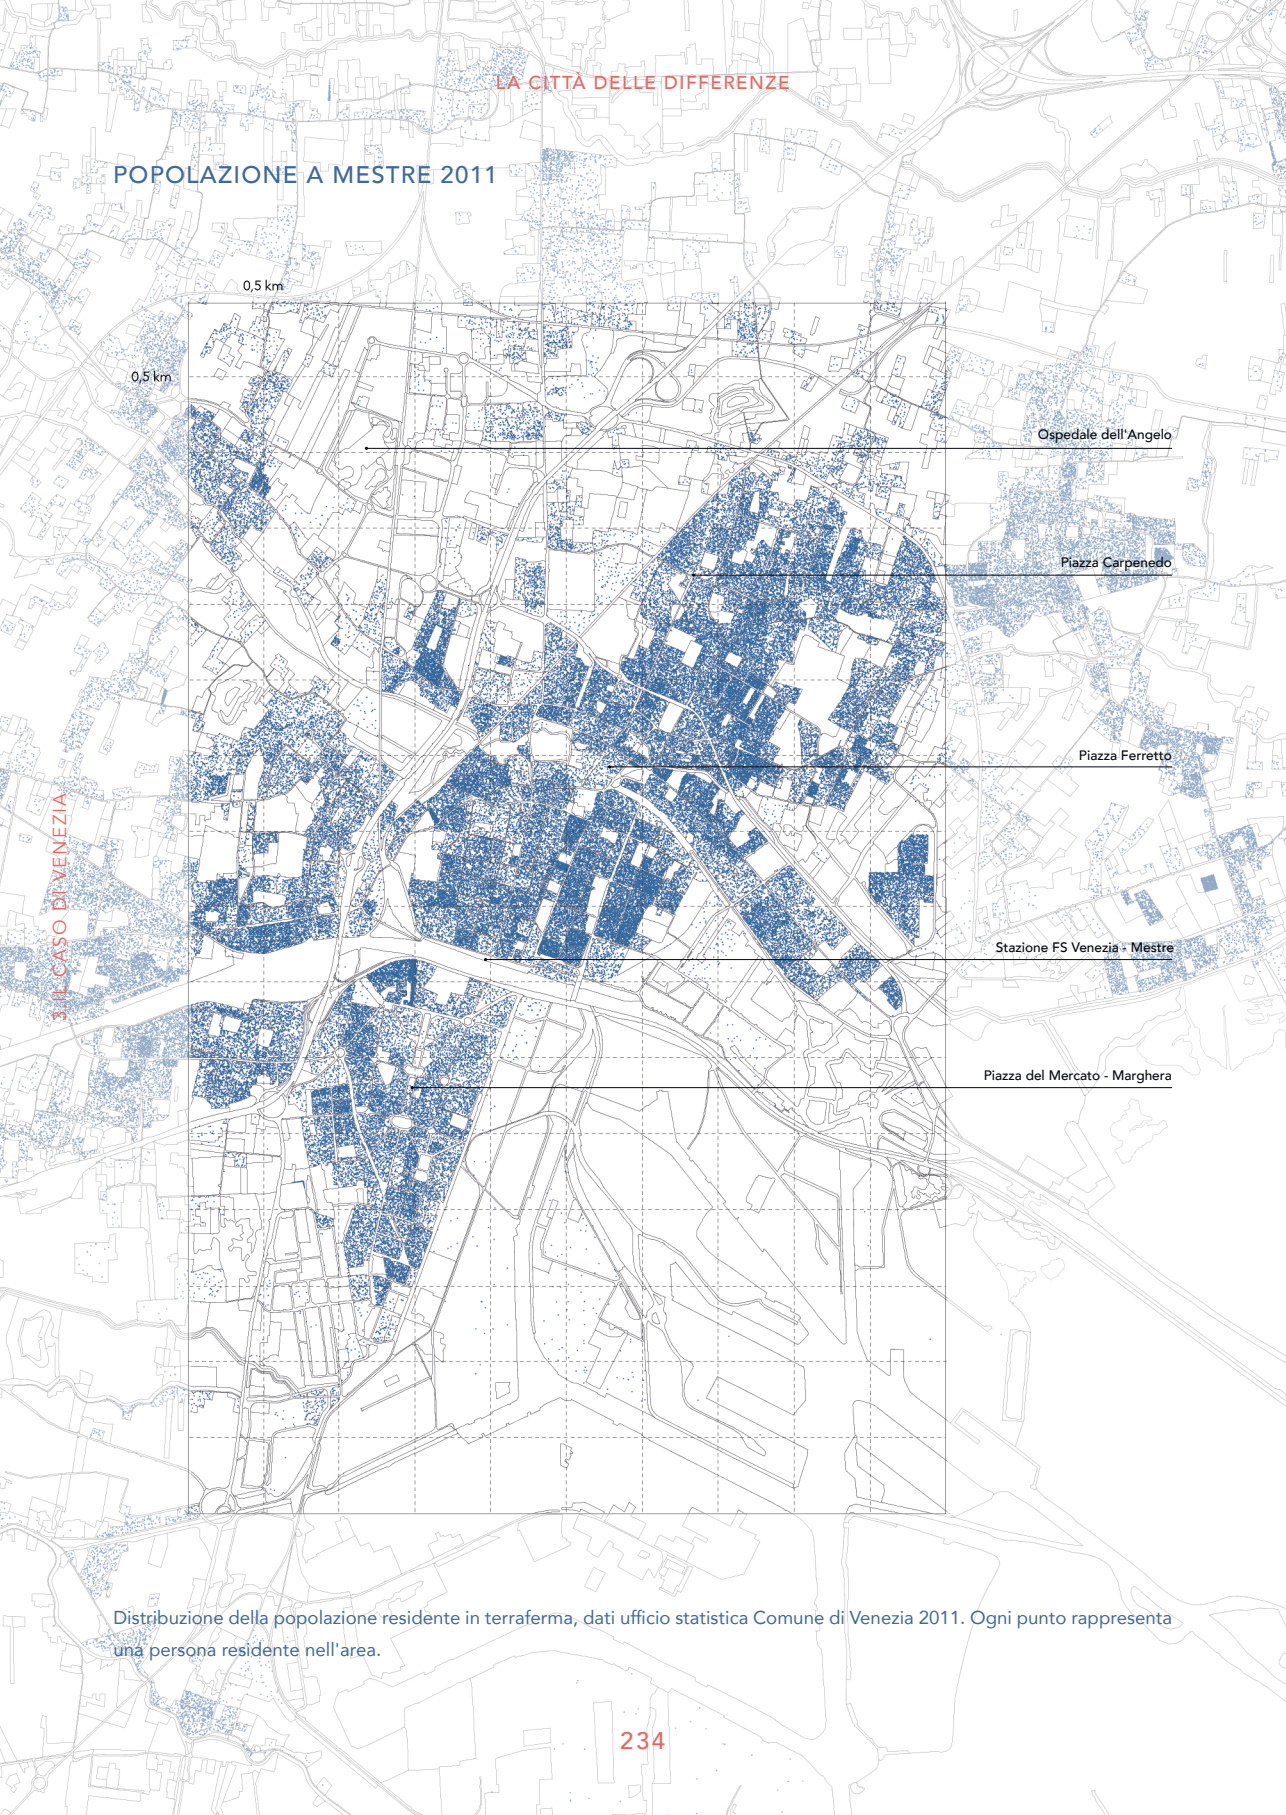 LA CITTÀ DELLE DIFFERENZE
POPOLAZIONE A MESTRE 2011
0,5 km
0,5 km
Ospedale dell'Angelo
Piazza Carpenedo
Piazza Ferretto
3. IL CASO DI VENEZIA
Stazione FS Venezia - Mestre
Piazza del Mercato - Marghera
Distribuzione della popolazione residente in terraferma, dati ufficio statistica Comune di Venezia 2011. Ogni punto rappresenta
una persona residente nell'area.
234